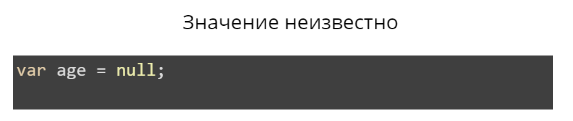 Значение неизвестно
var age = null;